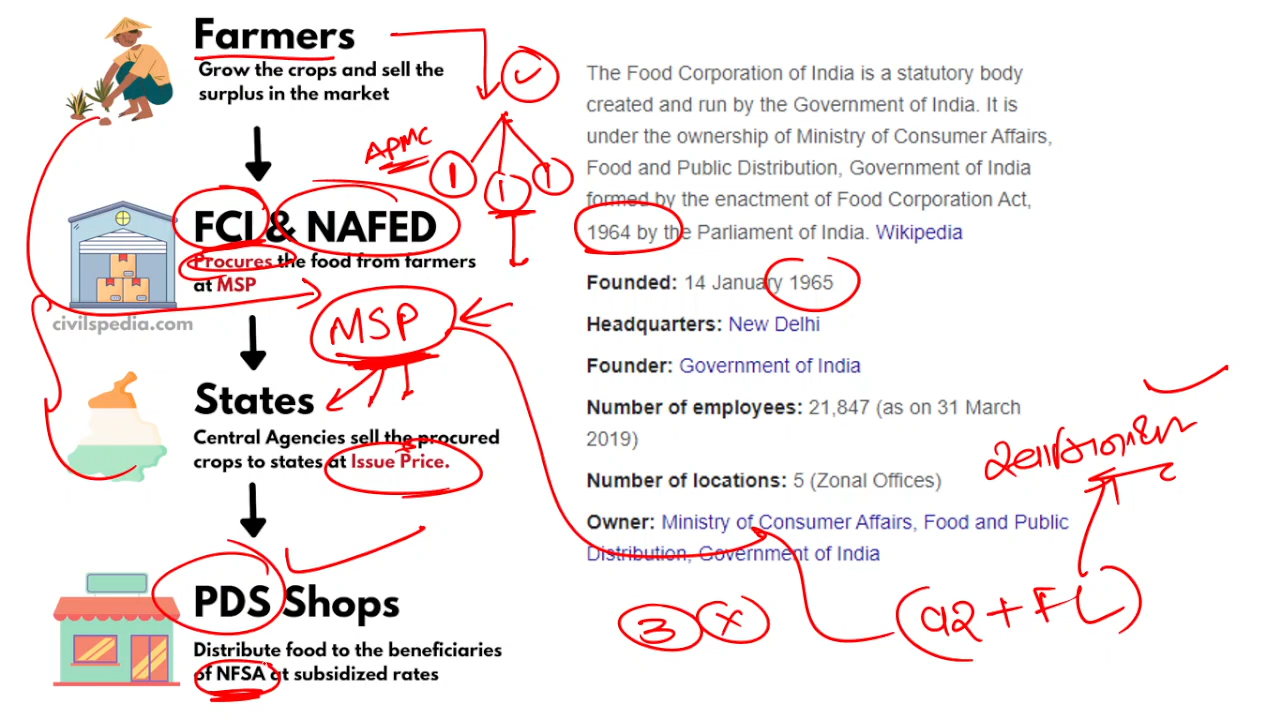 Farmers
Grow the crops and sell the
surplus in the market
APMC
1 1 1
FCI & NAFED
Procures the food from farmers
at MSP
civilspedia.com
MSP
States
Central Agencies sell the procured
crops to states at Issue Price.
PDS Shops
Distribute food to the beneficiaries
of NFSA at subsidized rates
The Food Corporation of India is a statutory body
created and run by the Government of India. It is
under the ownership of Ministry of Consumer Affairs,
Food and Public Distribution, Government of India
formed by the enactment of Food Corporation Act,
1964 by the Parliament of India. Wikipedia
Founded: 14 January 1965
Headquarters: New Delhi
Founder: Government of India
Number of employees: 21,847 (as on 31 March
2019)
Number of locations: 5 (Zonal Offices)
Owner: Ministry of Consumer Affairs, Food and Public
Distribution, Government of India
3 X
(a2 + FL)